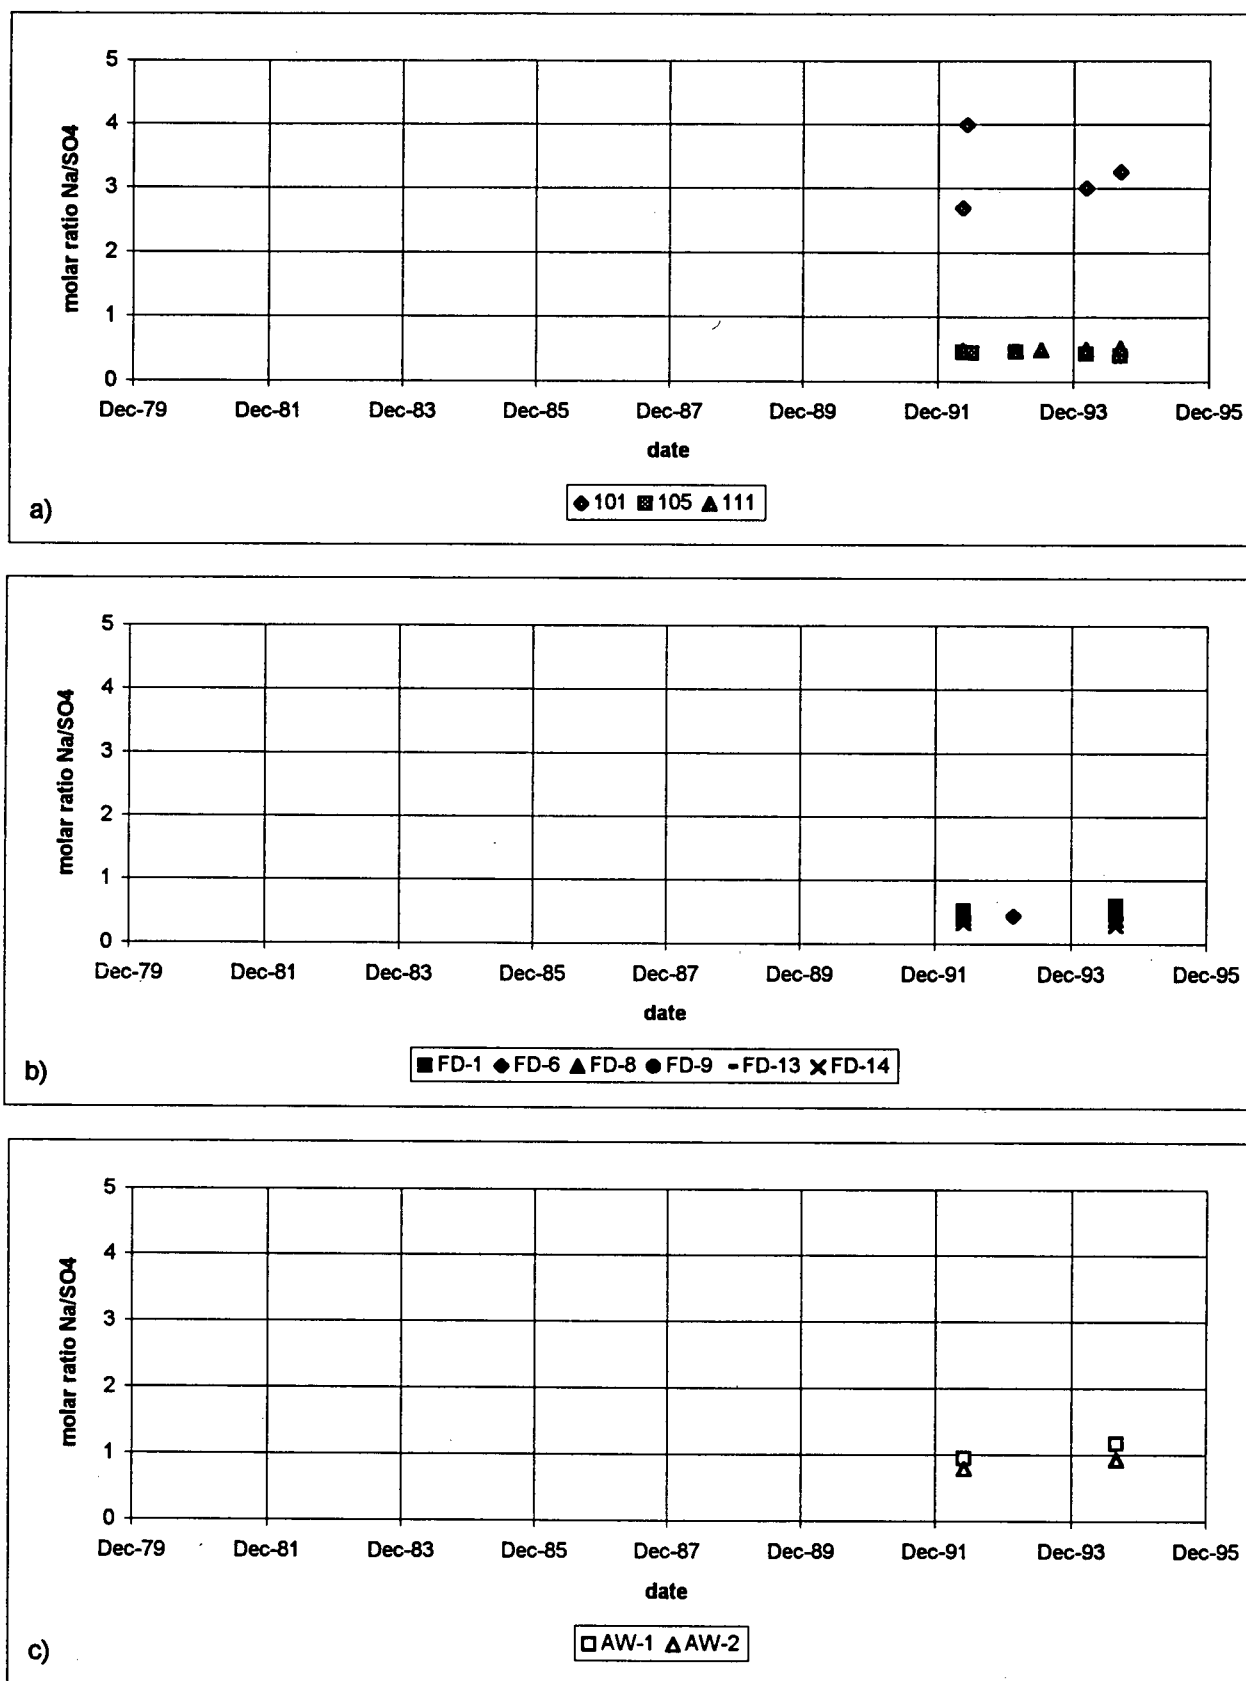 5
4
3
2
1
0
molar ratio Na/SO4
Dec-79 Dec-81 Dec-83 Dec-85 Dec-87 Dec-89 Dec-91 Dec-93 Dec-95
date
101 105 111
a)
5
4
3
2
1
0
molar ratio Na/SO4
Dec-79 Dec-81 Dec-83 Dec-85 Dec-87 Dec-89 Dec-91 Dec-93 Dec-95
date
FD-1 FD-6 FD-8 FD-9 FD-13 FD-14
b)
5
4
3
2
1
0
molar ratio Na/SO4
Dec-79 Dec-81 Dec-83 Dec-85 Dec-87 Dec-89 Dec-91 Dec-93 Dec-95
date
AW-1 AW-2
c)